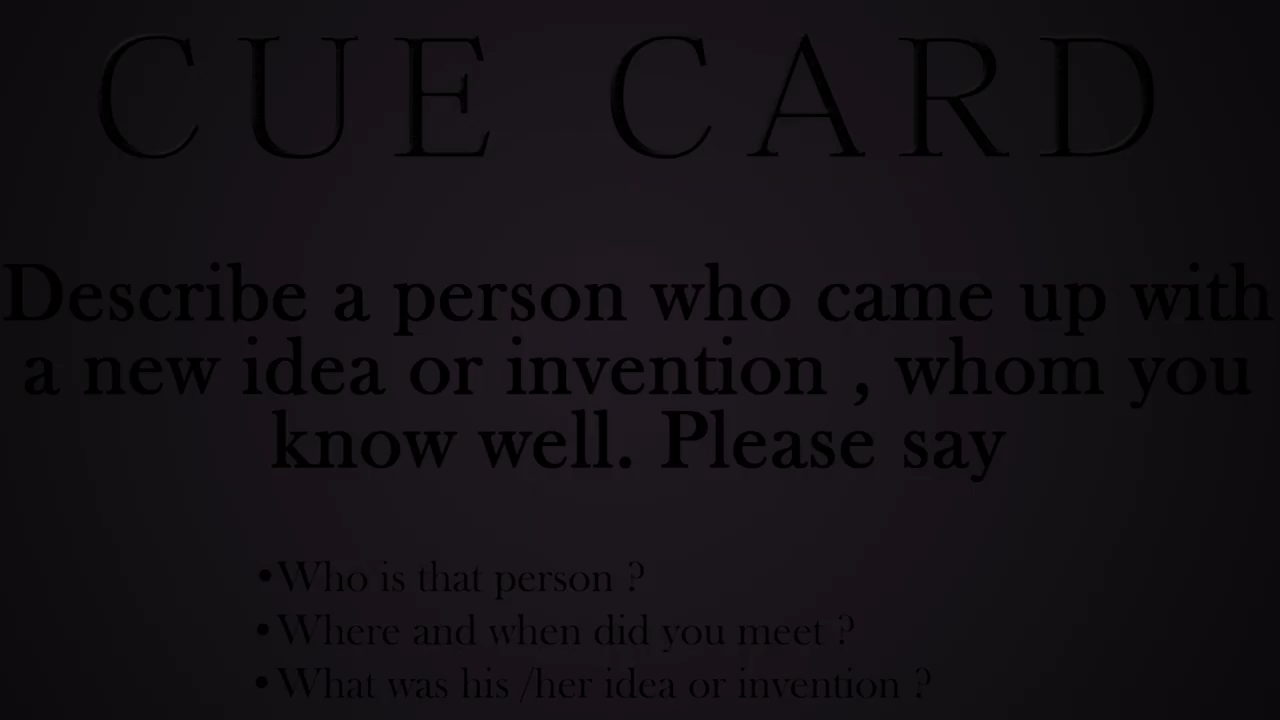 CUE CARD
Describe a person who came up with
a new idea or invention , whom you
know well. Please say
•Who is that person ?
•Where and when did you meet ?
•What was his /her idea or invention ?